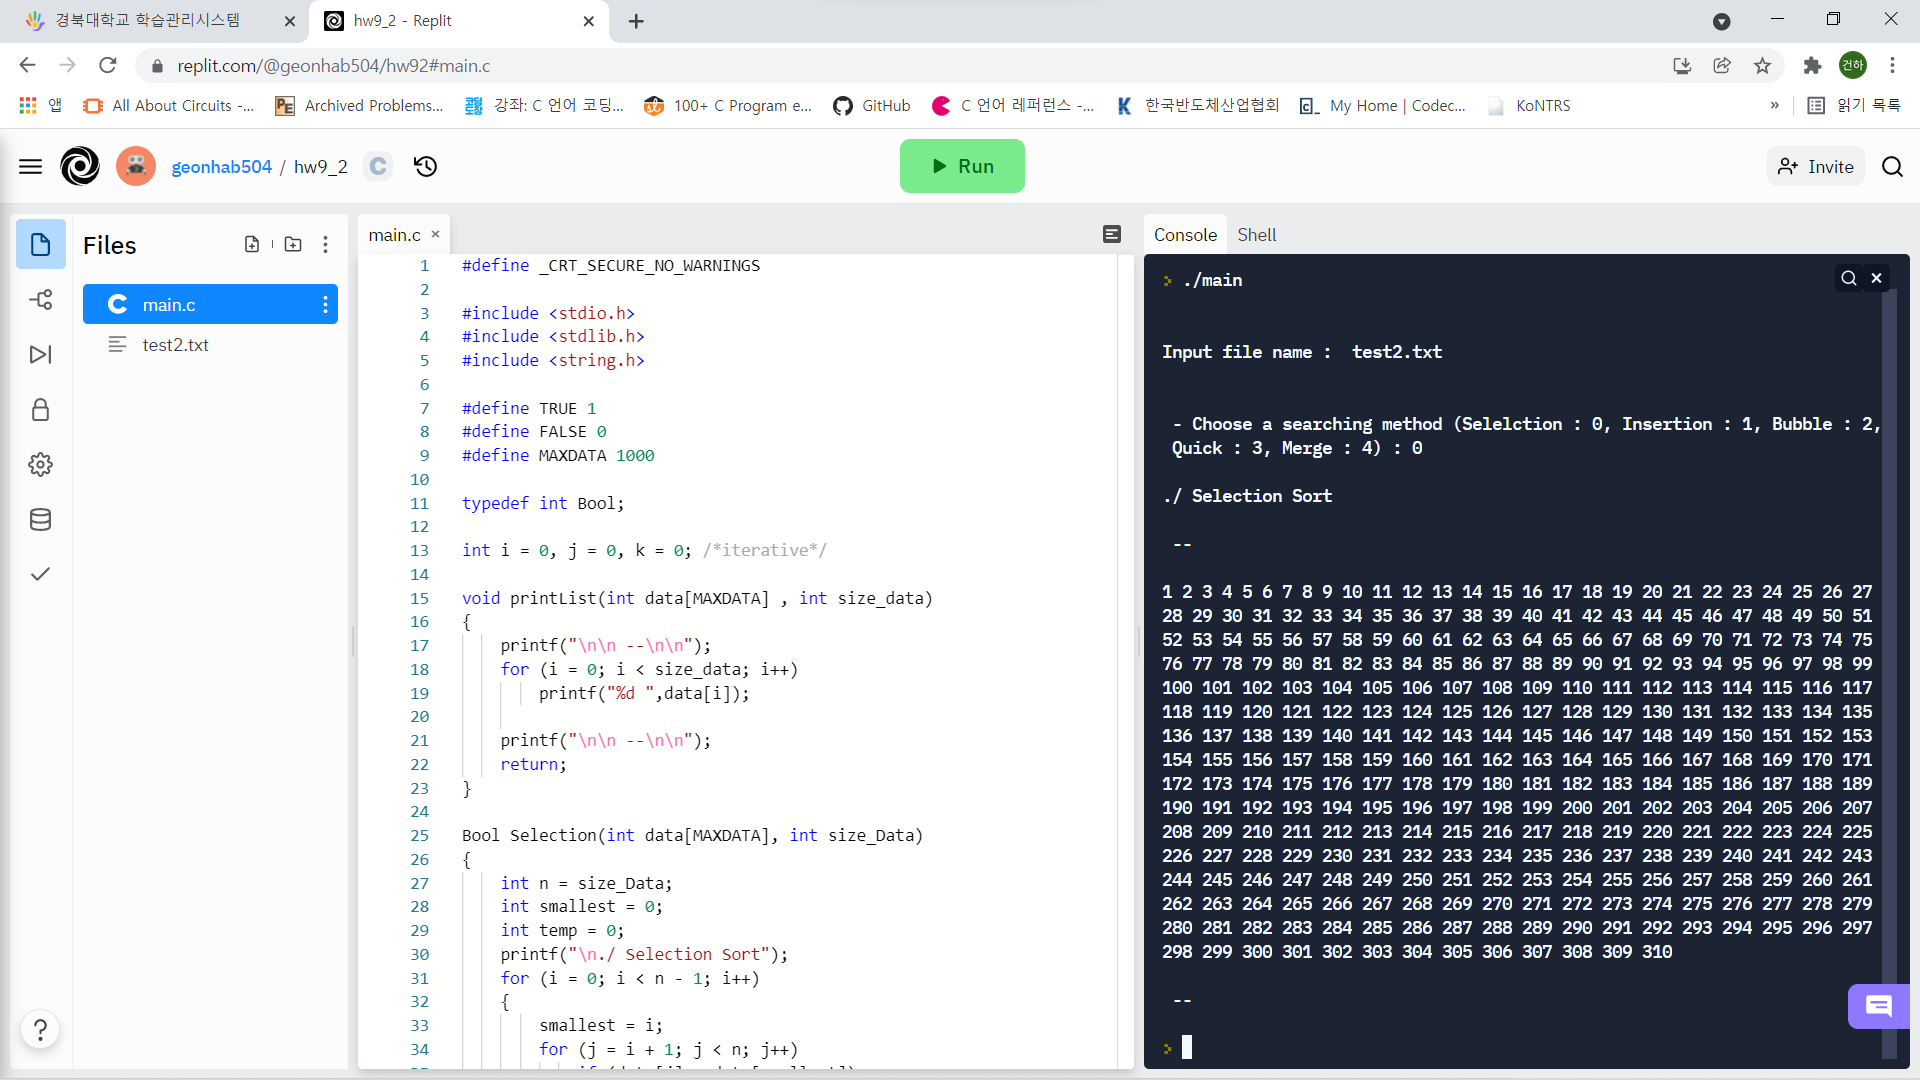 경북대학교 학습관리시스템
hw9_2 - Replit
replit.com/@geonhab504/hw92#main.c
건하
앱
All About Circuits -...
Archived Problems...
강좌: C 언어 코딩...
100+ C Program e...
GitHub
C 언어 레퍼런스 -...
한국반도체산업협회
My Home | Codec...
KoNTRS
»
읽기 목록
geonhab504 / hw9_2
C
Run
Invite
Files
main.c
test2.txt
main.c
1 #define _CRT_SECURE_NO_WARNINGS
2
3 #include <stdio.h>
4 #include <stdlib.h>
5 #include <string.h>
6
7 #define TRUE 1
8 #define FALSE 0
9 #define MAXDATA 1000
10
11 typedef int Bool;
12
13 int i = 0, j = 0, k = 0; /*iterative*/
14
15 void printList(int data[MAXDATA] , int size_data)
16 {
17 printf("\n\n --\n\n");
18 for (i = 0; i < size_data; i++)
19 printf("%d ",data[i]);
20
21 printf("\n\n --\n\n");
22 return;
23 }
24
25 Bool Selection(int data[MAXDATA], int size_Data)
26 {
27 int n = size_Data;
28 int smallest = 0;
29 int temp = 0;
30 printf("\n./ Selection Sort");
31 for (i = 0; i < n - 1; i++)
32 {
33 smallest = i;
34 for (j = i + 1; j < n; j++)
Console
Shell
> ./main
Input file name :  test2.txt
- Choose a searching method (Selelction : 0, Insertion : 1, Bubble : 2,
Quick : 3, Merge : 4) : 0
./ Selection Sort
--
1 2 3 4 5 6 7 8 9 10 11 12 13 14 15 16 17 18 19 20 21 22 23 24 25 26 27
28 29 30 31 32 33 34 35 36 37 38 39 40 41 42 43 44 45 46 47 48 49 50 51
52 53 54 55 56 57 58 59 60 61 62 63 64 65 66 67 68 69 70 71 72 73 74 75
76 77 78 79 80 81 82 83 84 85 86 87 88 89 90 91 92 93 94 95 96 97 98 99
100 101 102 103 104 105 106 107 108 109 110 111 112 113 114 115 116 117
118 119 120 121 122 123 124 125 126 127 128 129 130 131 132 133 134 135
136 137 138 139 140 141 142 143 144 145 146 147 148 149 150 151 152 153
154 155 156 157 158 159 160 161 162 163 164 165 166 167 168 169 170 171
172 173 174 175 176 177 178 179 180 181 182 183 184 185 186 187 188 189
190 191 192 193 194 195 196 197 198 199 200 201 202 203 204 205 206 207
208 209 210 211 212 213 214 215 216 217 218 219 220 221 222 223 224 225
226 227 228 229 230 231 232 233 234 235 236 237 238 239 240 241 242 243
244 245 246 247 248 249 250 251 252 253 254 255 256 257 258 259 260 261
262 263 264 265 266 267 268 269 270 271 272 273 274 275 276 277 278 279
280 281 282 283 284 285 286 287 288 289 290 291 292 293 294 295 296 297
298 299 300 301 302 303 304 305 306 307 308 309 310
--
>
?